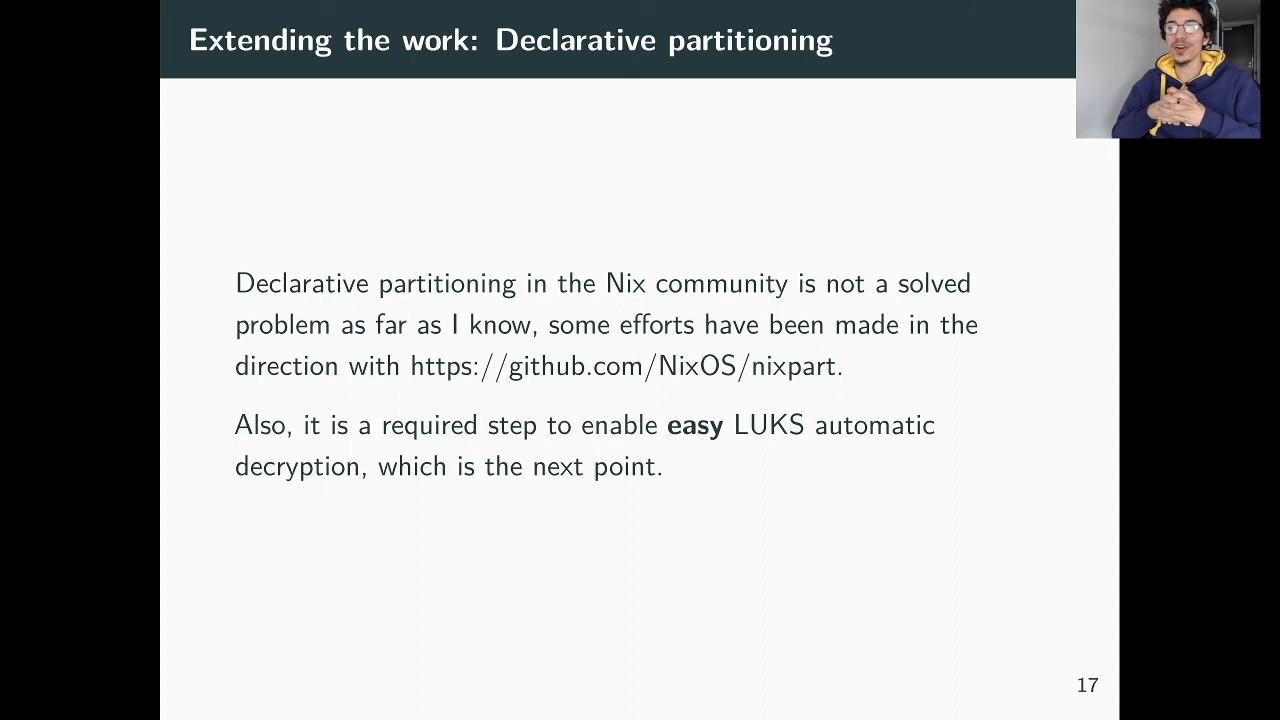 Extending the work: Declarative partitioning
Declarative partitioning in the Nix community is not a solved
problem as far as I know, some efforts have been made in the
direction with https://github.com/NixOS/nixpart.
Also, it is a required step to enable easy LUKS automatic
decryption, which is the next point.
17